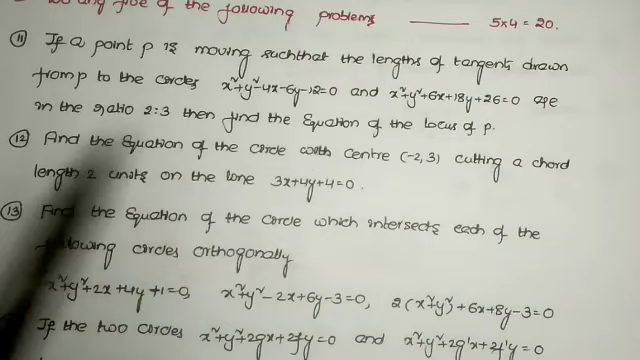 any five of the following problems 5x4 = 20.
11 If a point P is moving such that the lengths of tangents drawn
from P to the circles x²+y²-4x-6y-12=0 and x²+y²+6x+18y+26=0 are
in the ratio 2:3 then find the Equation of the locus of P.
12 Find the Equation of the circle with centre (-2,3) cutting a chord
length 2 units on the line 3x+4y+4=0.
13 Find the Equation of the circle which intersects each of the
following circles orthogonally
x²+y²+2x+4y+1=0, x²+y²-2x+6y-3=0, 2(x²+y²)+6x+8y-3=0
If the two circles x²+y²+2gx+2fy=0 and x²+y²+2g'x+2f'y=0